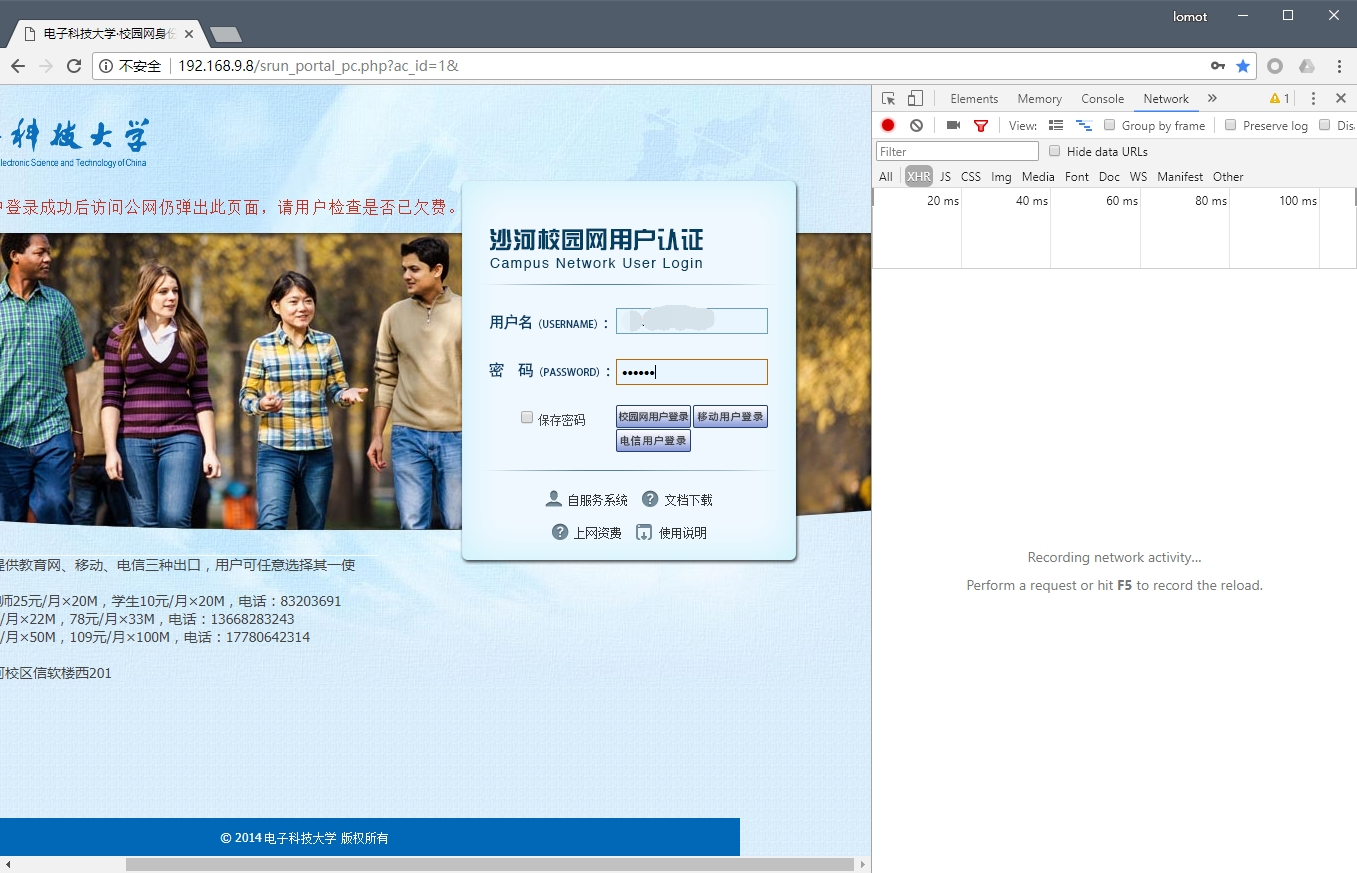 lomot
电子科技大学·校园网身份
不安全 192.168.9.8/srun_portal_pc.php?ac_id=1&
科技大学
lectronic Science and Technology of China
登录成功后访问公网仍弹出此页面，请用户检查是否已欠费。
沙河校园网用户认证
Campus Network User Login
用户名（USERNAME）：
密 码（PASSWORD）：
保存密码
校园网用户登录 移动用户登录
电信用户登录
自服务系统 文档下载
上网资费 使用说明
提供教育网、移动、电信三种出口，用户可任意选择其一使
师25元/月×20M，学生10元/月×20M，电话：83203691
/月×22M，78元/月×33M，电话：13668283243
/月×50M，109元/月×100M，电话：17780642314
河校区信软楼西201
© 2014 电子科技大学 版权所有
Elements Memory Console Network » 1
View: Group by frame Preserve log Dis
Filter Hide data URLs
All XHR JS CSS Img Media Font Doc WS Manifest Other
20 ms 40 ms 60 ms 80 ms 100 ms
Recording network activity...
Perform a request or hit F5 to record the reload.